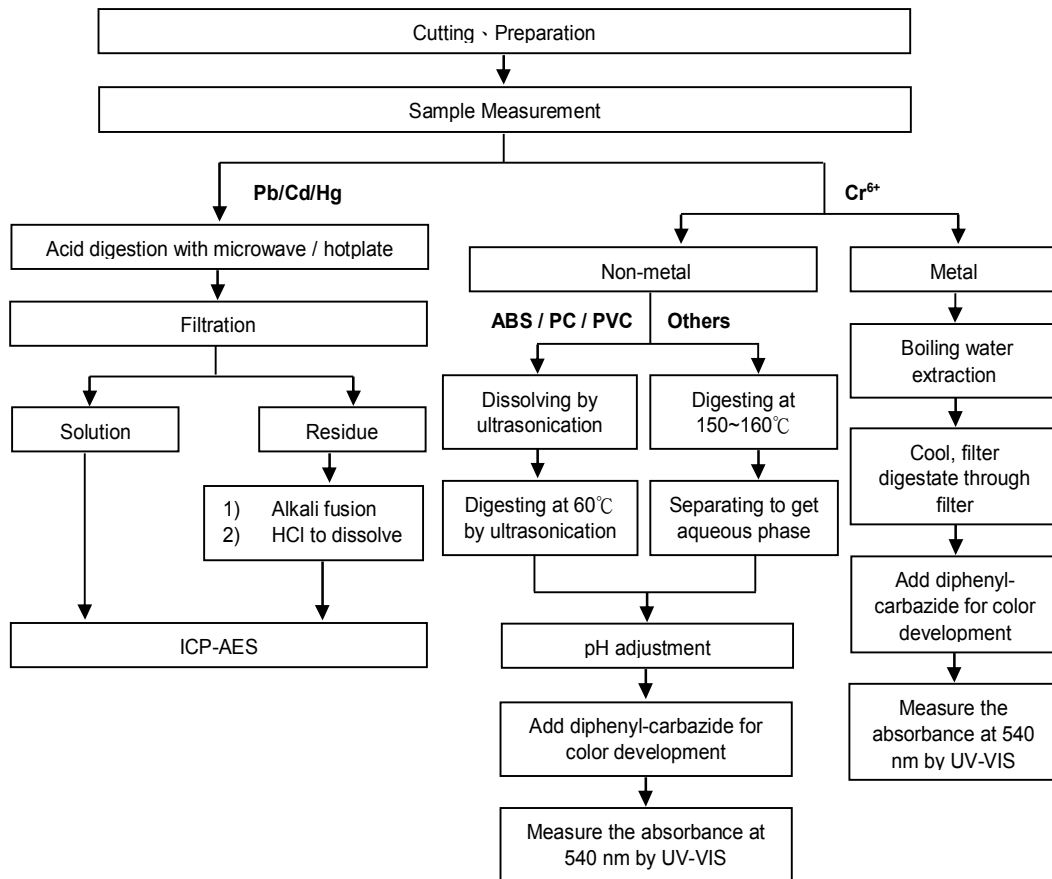 Cutting、Preparation
Sample Measurement
Pb/Cd/Hg
Cr⁶⁺
Acid digestion with microwave / hotplate
Filtration
Solution
Residue
1) Alkali fusion
2) HCl to dissolve
ICP-AES
Non-metal
ABS / PC / PVC
Others
Dissolving by
ultrasonication
Digesting at 60℃
by ultrasonication
Digesting at
150~160℃
Separating to get
aqueous phase
pH adjustment
Add diphenyl-carbazide for
color development
Measure the absorbance at
540 nm by UV-VIS
Metal
Boiling water
extraction
Cool, filter
digestate through
filter
Add diphenyl-
carbazide for color
development
Measure the
absorbance at 540
nm by UV-VIS